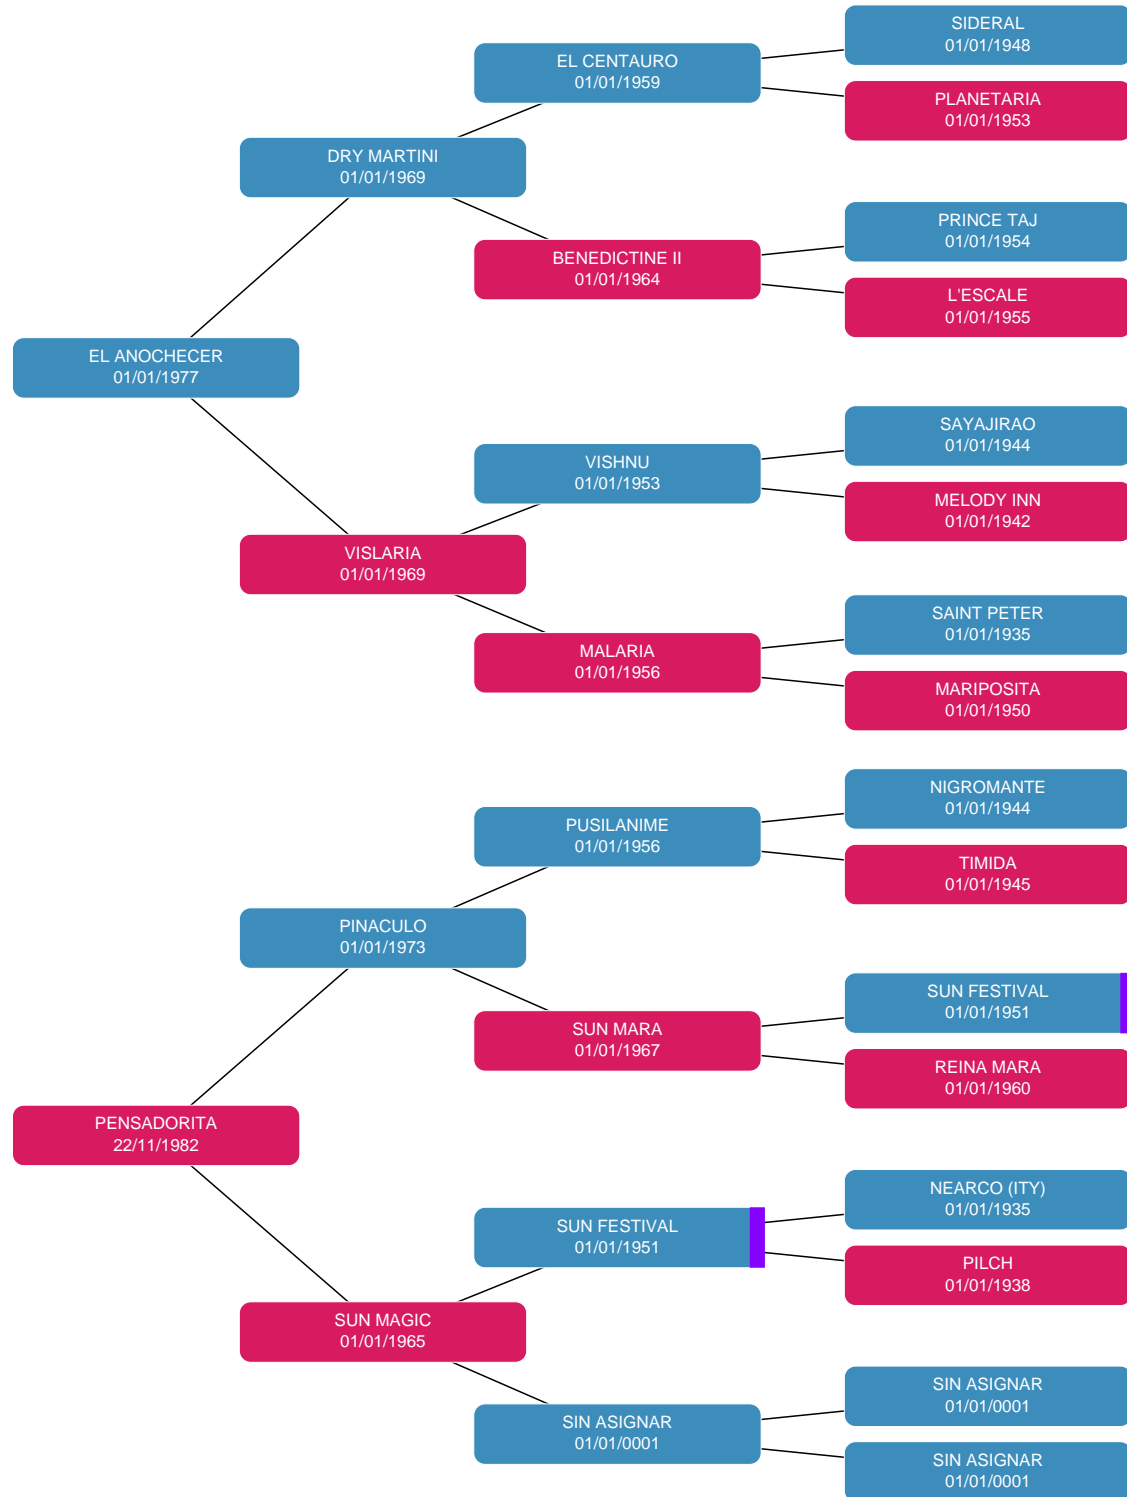 SIDERAL
01/01/1948
EL CENTAURO
01/01/1959
PLANETARIA
01/01/1953
DRY MARTINI
01/01/1969
PRINCE TAJ
01/01/1954
BENEDICTINE II
01/01/1964
L'ESCALE
01/01/1955
EL ANOCHECER
01/01/1977
SAYAJIRAO
01/01/1944
VISHNU
01/01/1953
MELODY INN
01/01/1942
VISLARIA
01/01/1969
SAINT PETER
01/01/1935
MALARIA
01/01/1956
MARIPOSITA
01/01/1950
NIGROMANTE
01/01/1944
PUSILANIME
01/01/1956
TIMIDA
01/01/1945
PINACULO
01/01/1973
SUN FESTIVAL
01/01/1951
SUN MARA
01/01/1967
REINA MARA
01/01/1960
PENSADORITA
22/11/1982
NEARCO (ITY)
01/01/1935
SUN FESTIVAL
01/01/1951
PILCH
01/01/1938
SUN MAGIC
01/01/1965
SIN ASIGNAR
01/01/0001
SIN ASIGNAR
01/01/0001
SIN ASIGNAR
01/01/0001